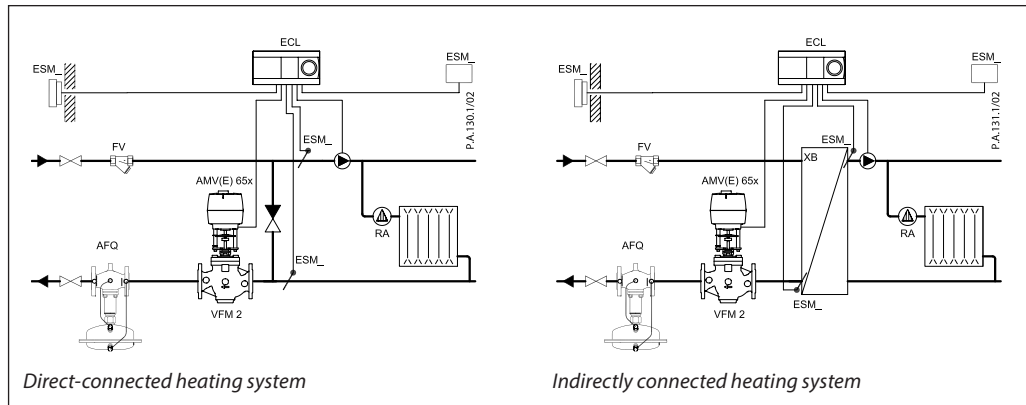 ECL
ESM_
ESM_
P.A.130.1/02
FV
ESM_
AMV(E) 65x
RA
AFQ
ESM_
VFM 2
Direct-connected heating system
ECL
ESM_
ESM_
P.A.131.1/02
FV
ESM_
XB
AMV(E) 65x
RA
AFQ
ESM_
VFM 2
Indirectly connected heating system